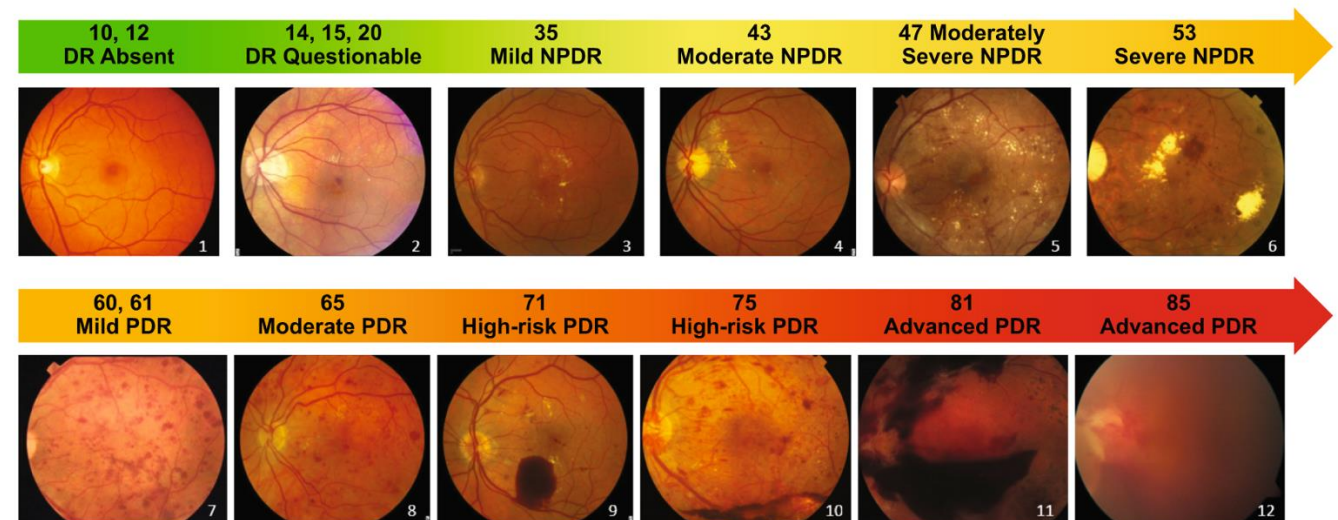 10, 12
DR Absent
14, 15, 20
DR Questionable
35
Mild NPDR
43
Moderate NPDR
47 Moderately
Severe NPDR
53
Severe NPDR
1
2
3
4
5
6
60, 61
Mild PDR
65
Moderate PDR
71
High-risk PDR
75
High-risk PDR
81
Advanced PDR
85
Advanced PDR
7
8
9
10
11
12